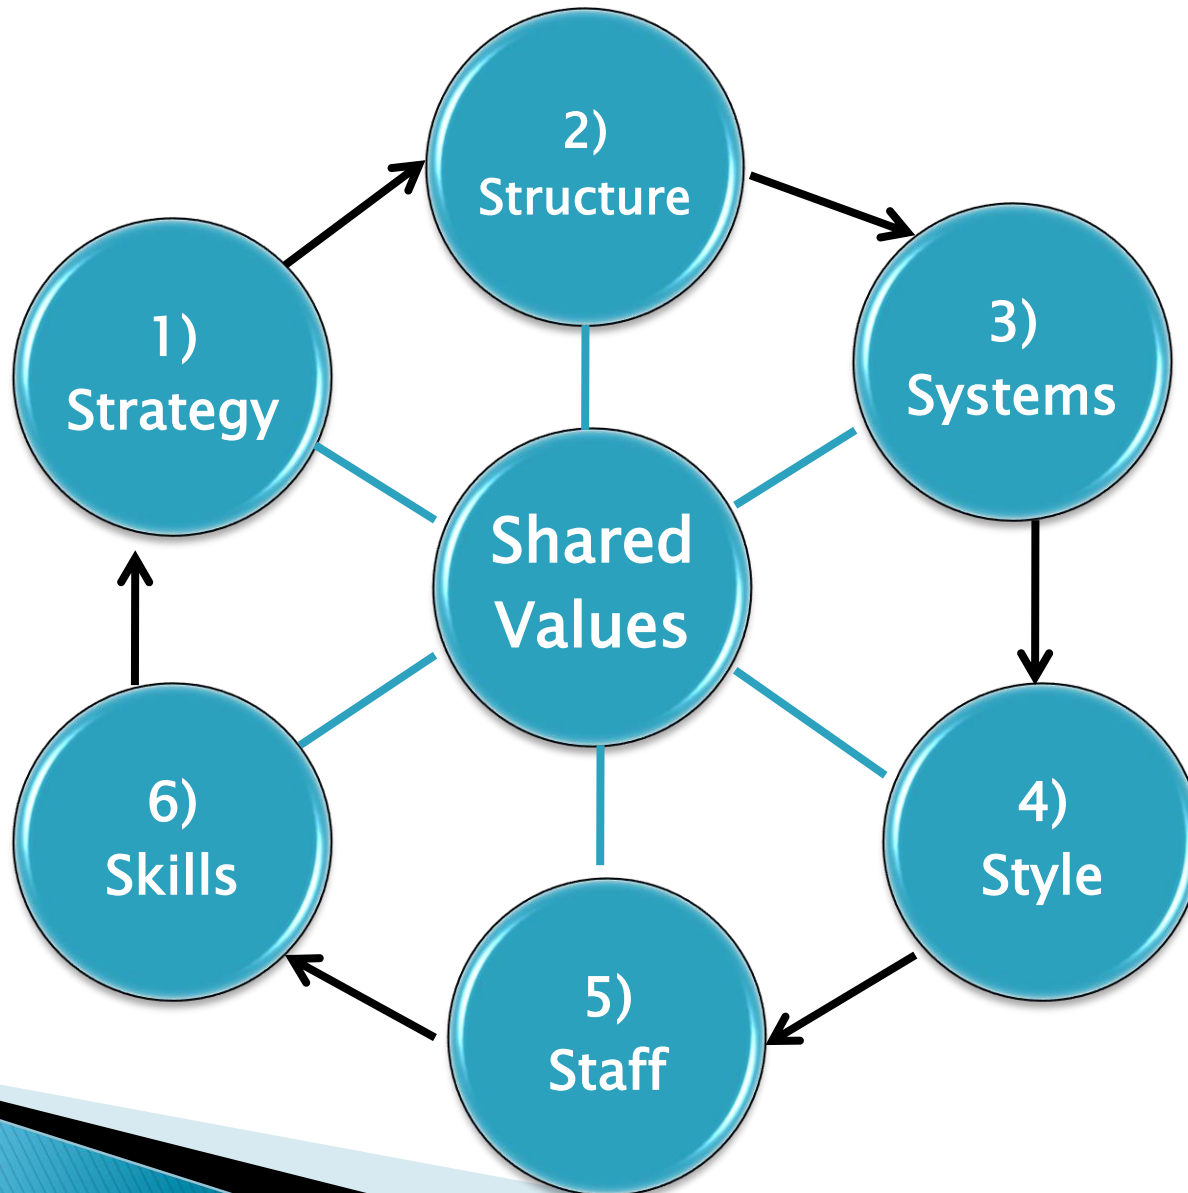 1)
Strategy
2)
Structure
3)
Systems
Shared
Values
4)
Style
5)
Staff
6)
Skills